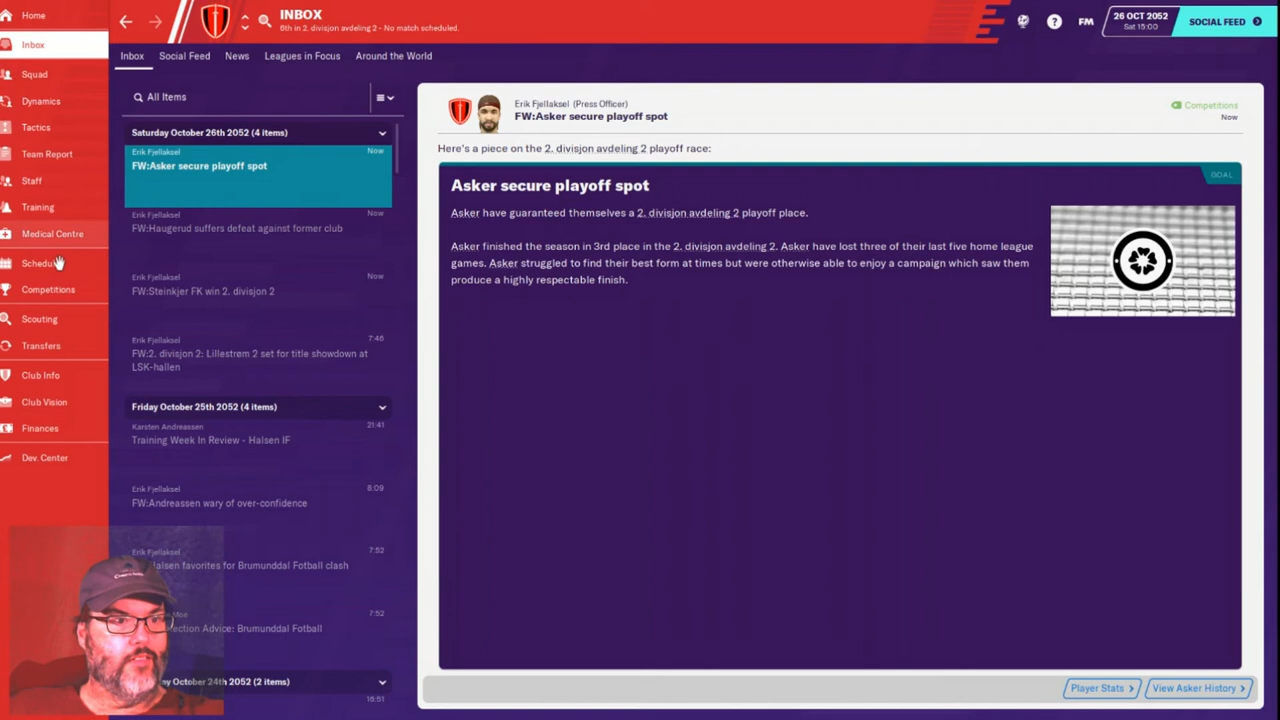 Home
Inbox
Squad
Dynamics
Tactics
Team Report
Staff
Training
Medical Centre
Competitions
Scouting
Transfers
Club Info
Club Vision
Finances
Dev. Center
INBOX
6th in 2. divisjon avdeling 2 - No match scheduled.
FM
26 OCT 2052
Sat 15:00
SOCIAL FEED
Inbox
Social Feed
News
Leagues in Focus
Around the World
All Items
Saturday October 26th 2052 (4 items)
Erik Fjellaksel
Now
FW:Asker secure playoff spot
Erik Fjellaksel
Now
FW:Haugerud suffers defeat against former club
Erik Fjellaksel
Now
FW:Steinkjer FK win 2. divisjon 2
Erik Fjellaksel
7:46
FW:2. divisjon 2: Lillestrøm 2 set for title showdown at
LSK-hallen
Friday October 25th 2052 (4 items)
Karsten Andreassen
21:41
Training Week In Review - Halsen IF
Erik Fjellaksel
8:09
FW:Andreassen wary of over-confidence
Erik Fjellaksel
7:52
alsen favorites for Brumunddal Fotball clash
Moe
7:52
ection Advice: Brumunddal Fotball
y October 24th 2052 (2 items)
16:51
Erik Fjellaksel (Press Officer)
FW:Asker secure playoff spot
Competitions
Now
Here's a piece on the 2. divisjon avdeling 2 playoff race:
GOAL
Asker secure playoff spot
Asker have guaranteed themselves a 2. divisjon avdeling 2 playoff place.
Asker finished the season in 3rd place in the 2. divisjon avdeling 2. Asker have lost three of their last five home league
games. Asker struggled to find their best form at times but were otherwise able to enjoy a campaign which saw them
produce a highly respectable finish.
Player Stats
View Asker History